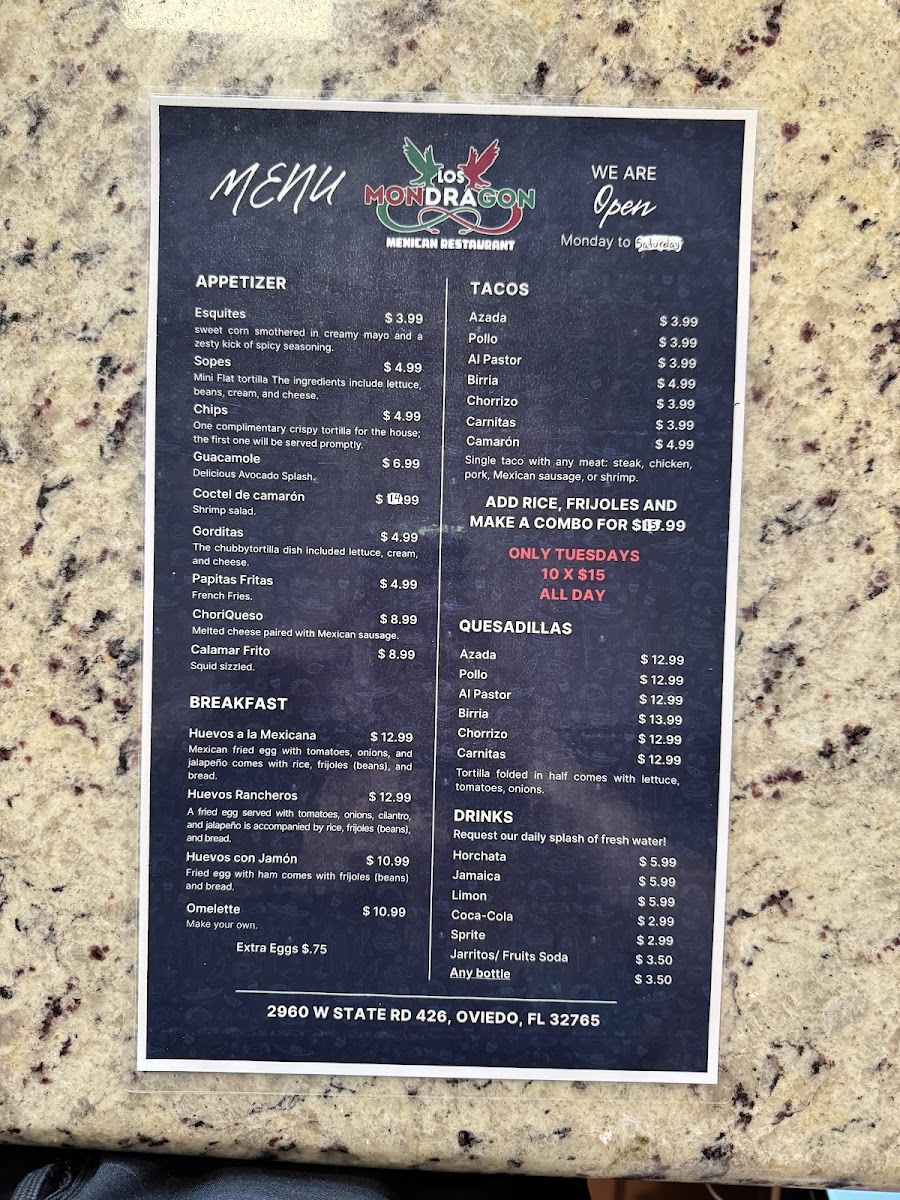 MENU
LOS
MONDRAGON
MEXICAN RESTAURANT
WE ARE
Open
Monday to Saturday
APPETIZER
Esquites $ 3.99
sweet corn smothered in creamy mayo and a
zesty kick of spicy seasoning.
Sopes $ 4.99
Mini Flat tortilla The ingredients include lettuce,
beans, cream, and cheese.
Chips $ 4.99
One complimentary crispy tortilla for the house;
the first one will be served promptly.
Guacamole $ 6.99
Delicious Avocado Splash.
Coctel de camarón $ 14.99
Shrimp salad.
Gorditas $ 4.99
The chubbytortilla dish included lettuce, cream,
and cheese.
Papitas Fritas $ 4.99
French Fries.
ChoriQueso $ 8.99
Melted cheese paired with Mexican sausage.
Calamar Frito $ 8.99
Squid sizzled.
BREAKFAST
Huevos a la Mexicana $ 12.99
Mexican fried egg with tomatoes, onions, and
jalapeño comes with rice, frijoles (beans), and
bread.
Huevos Rancheros $ 12.99
A fried egg served with tomatoes, onions, cilantro,
and jalapeño is accompanied by rice, frijoles (beans),
and bread.
Huevos con Jamón $ 10.99
Fried egg with ham comes with frijoles (beans)
and bread.
Omelette $ 10.99
Make your own.
Extra Eggs $.75
TACOS
Azada $ 3.99
Pollo $ 3.99
Al Pastor $ 3.99
Birria $ 4.99
Chorrizo $ 3.99
Carnitas $ 3.99
Camarón $ 4.99
Single taco with any meat: steak, chicken,
pork, Mexican sausage, or shrimp.
ADD RICE, FRIJOLES AND
MAKE A COMBO FOR $15.99
ONLY TUESDAYS
10 X $15
ALL DAY
QUESADILLAS
Azada $ 12.99
Pollo $ 12.99
Al Pastor $ 12.99
Birria $ 13.99
Chorrizo $ 12.99
Carnitas $ 12.99
Tortilla folded in half comes with lettuce,
tomatoes, onions.
DRINKS
Request our daily splash of fresh water!
Horchata $ 5.99
Jamaica $ 5.99
Limon $ 5.99
Coca-Cola $ 2.99
Sprite $ 2.99
Jarritos/ Fruits Soda $ 3.50
Any bottle $ 3.50
2960 W STATE RD 426, OVIEDO, FL 32765